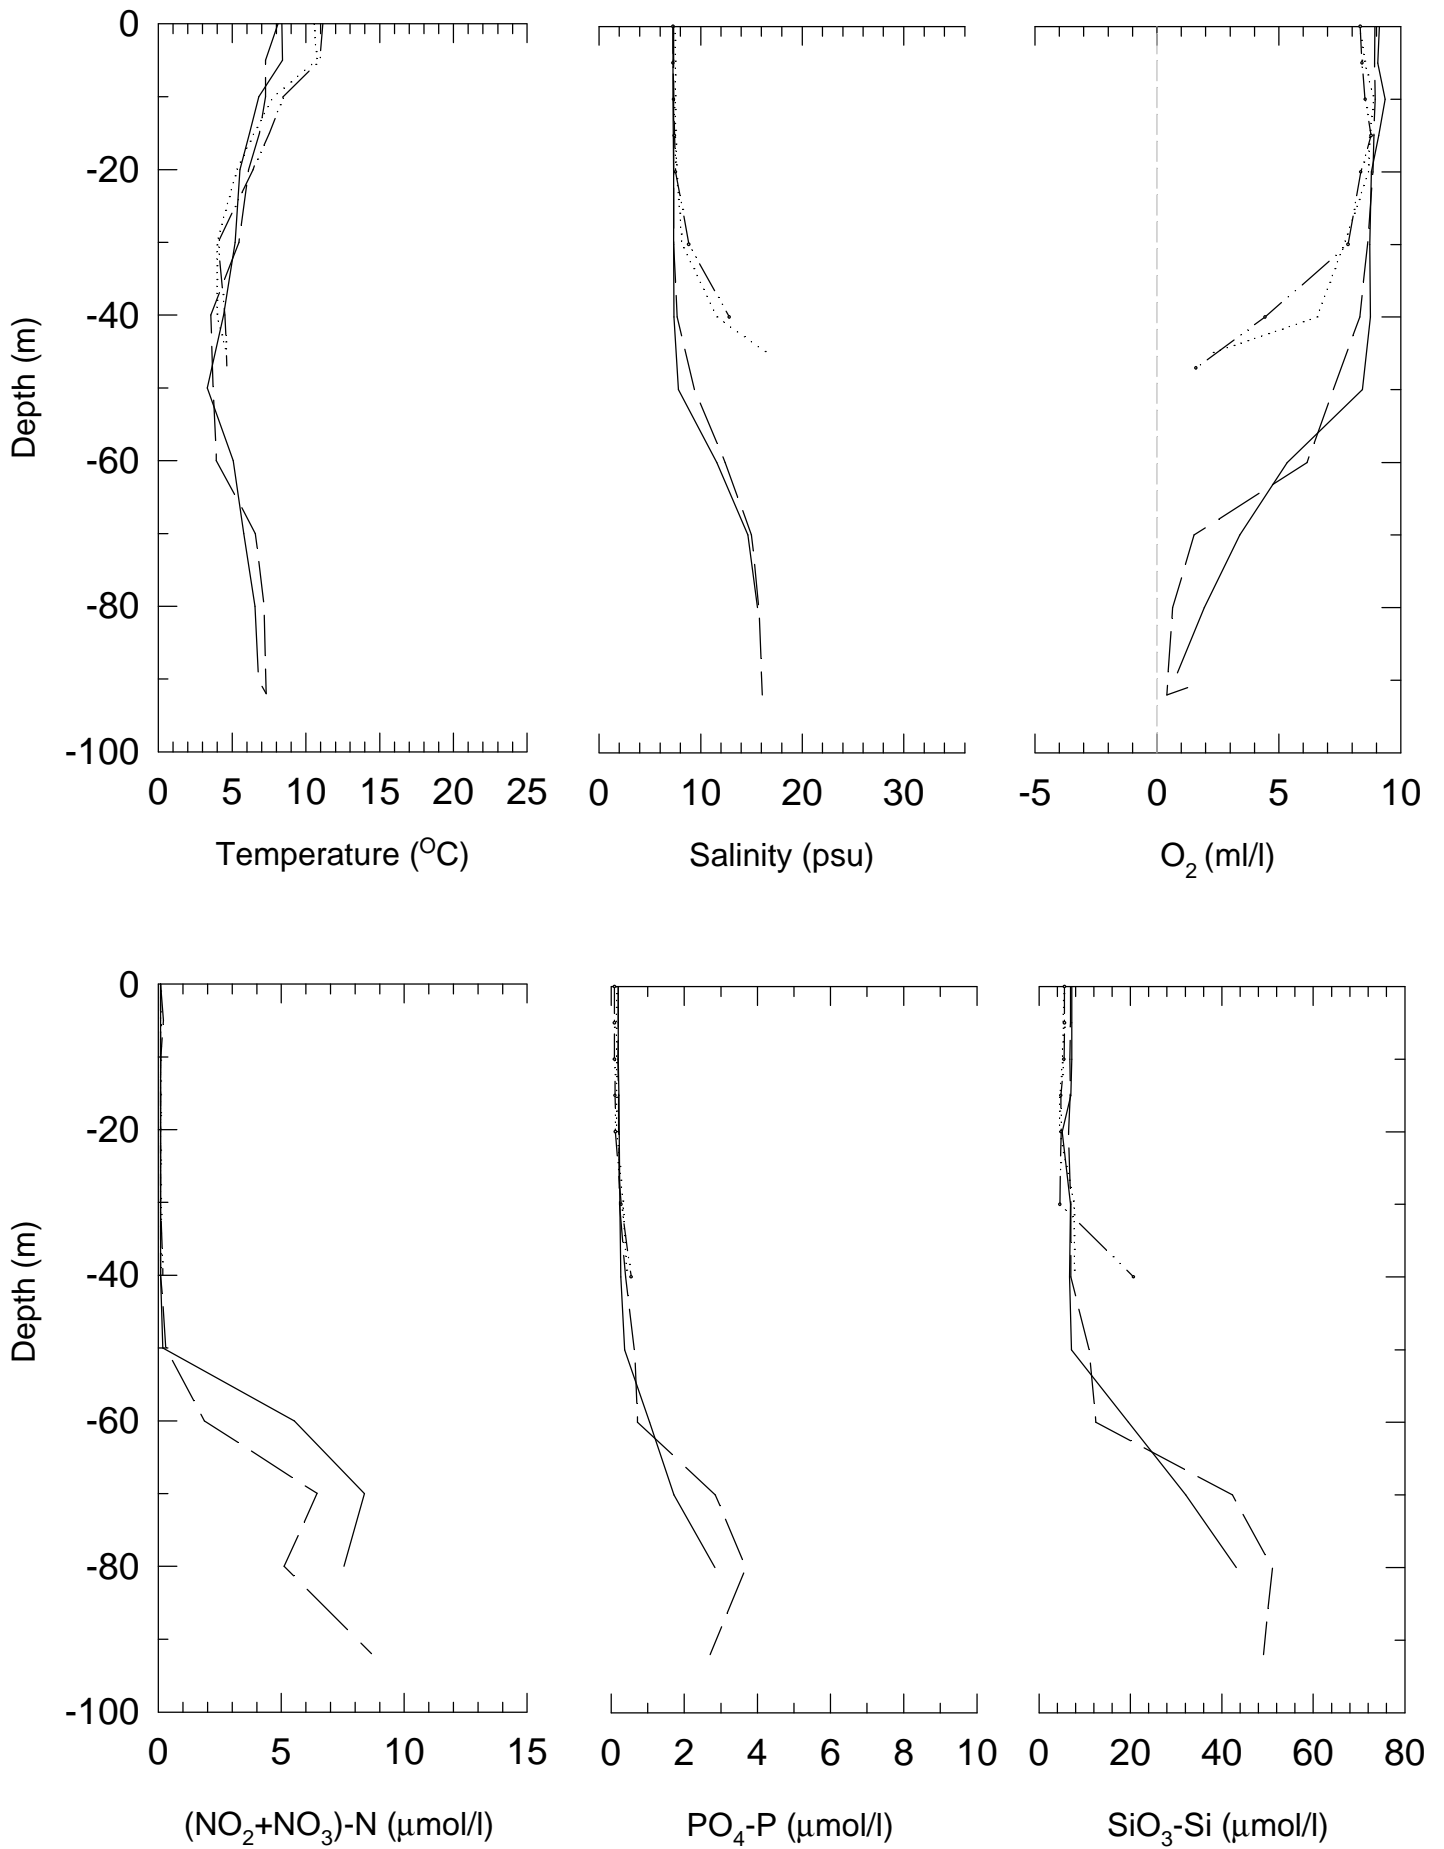 0
-20
-40
-60
-80
-100
Depth (m)
0 5 10 15 20 25
Temperature (ᴼC)
0 10 20 30
Salinity (psu)
-5 0 5 10
O₂ (ml/l)
0
-20
-40
-60
-80
-100
Depth (m)
0 5 10 15
(NO₂+NO₃)-N (μmol/l)
0 2 4 6 8 10
PO₄-P (μmol/l)
0 20 40 60 80
SiO₃-Si (μmol/l)